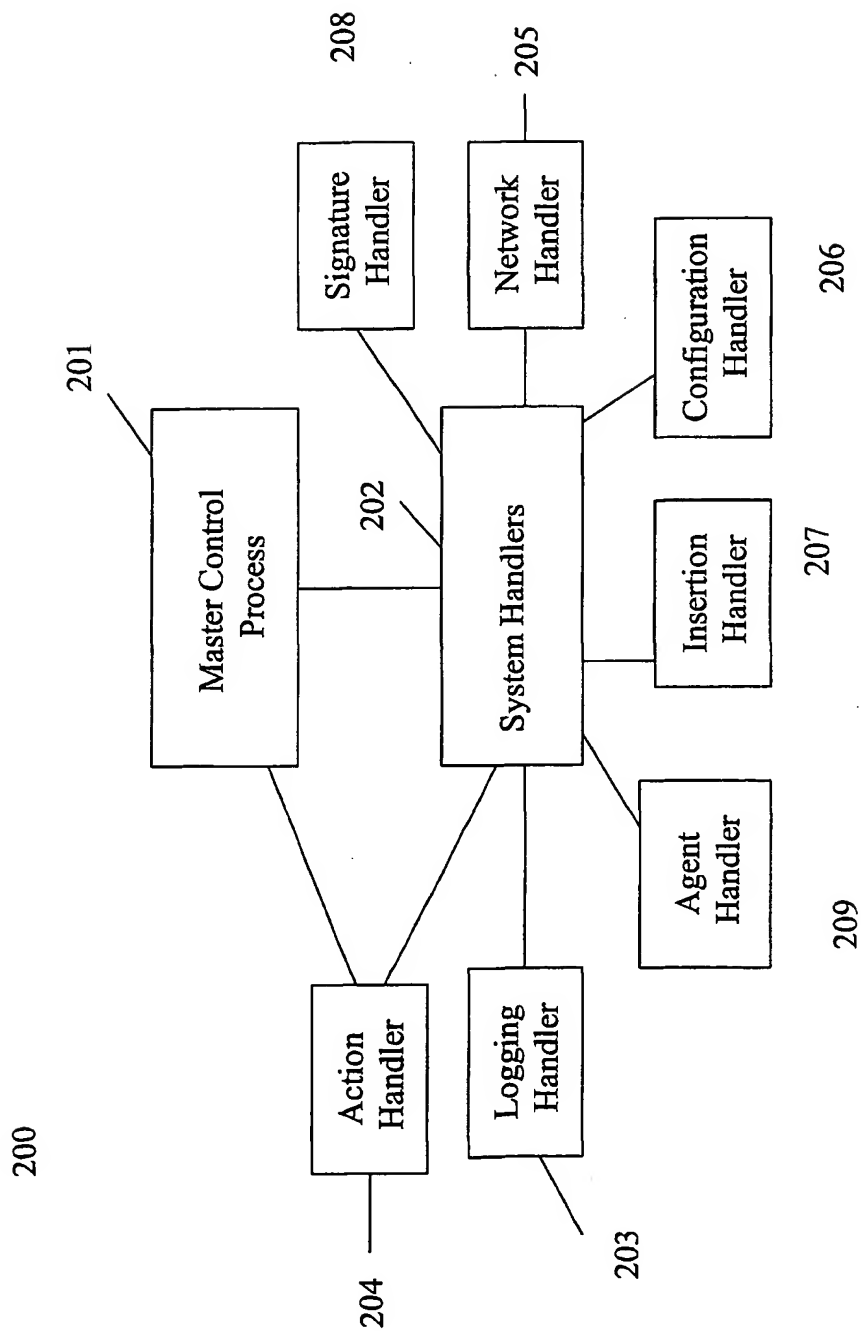 200
201
Master Control
Process
208
Signature
Handler
202
System Handlers
205
Network
Handler
204
Action
Handler
203
Logging
Handler
209
Agent
Handler
207
Insertion
Handler
206
Configuration
Handler